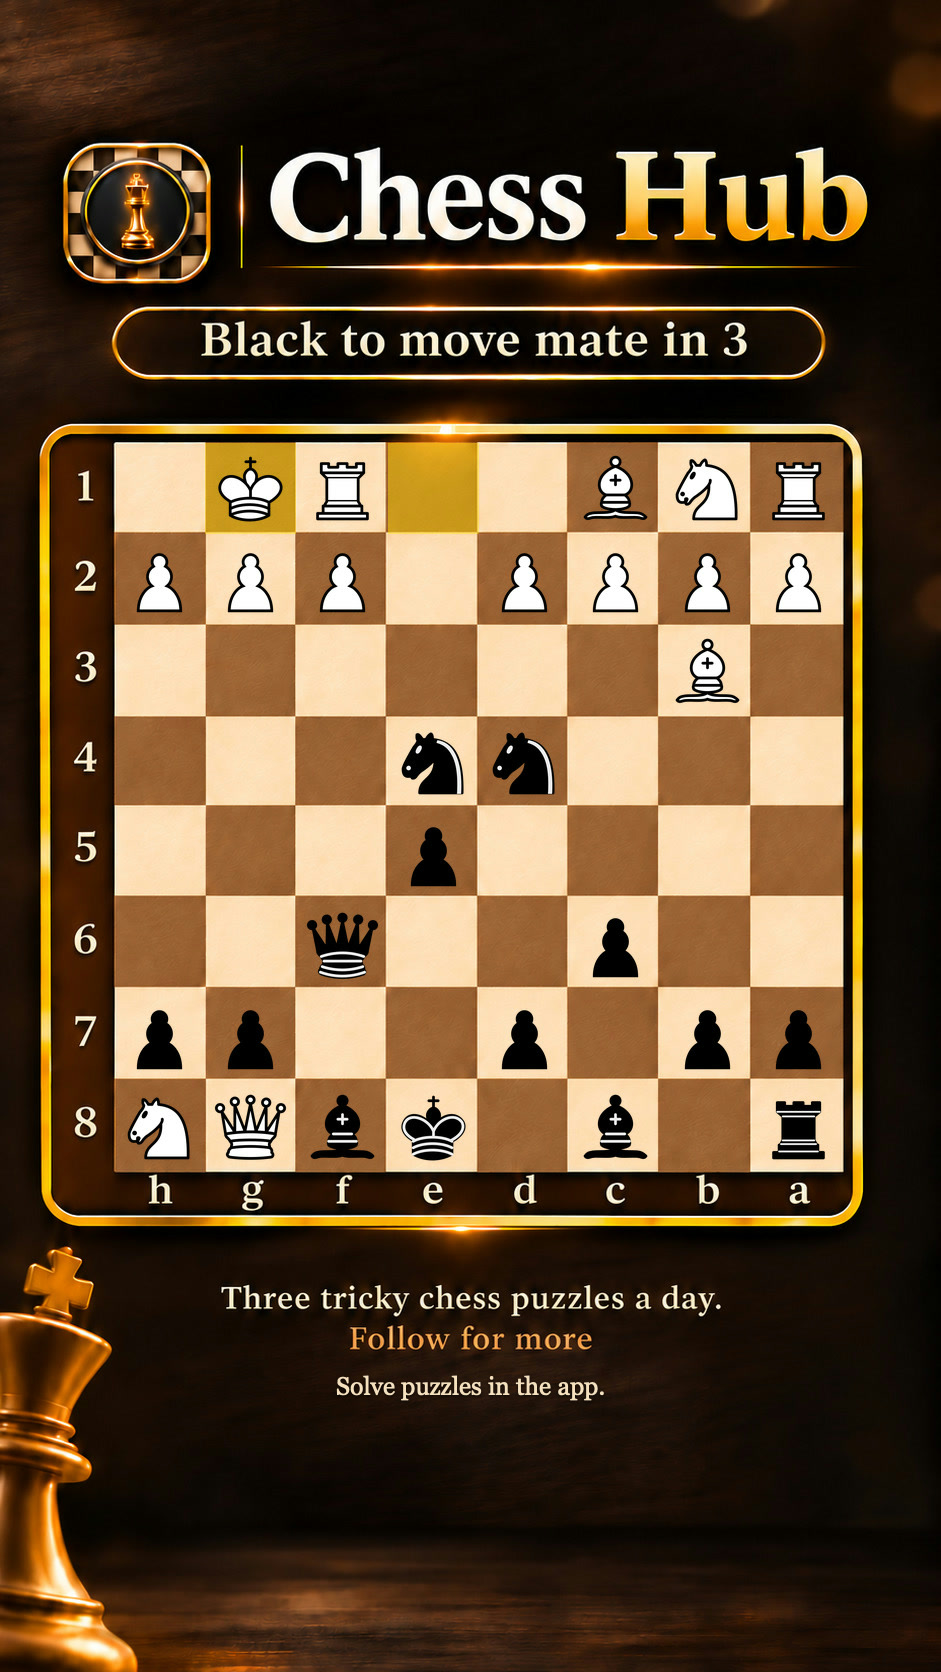 Chess Hub
Black to move mate in 3
1
2
3
4
5
6
7
8
h g f e d c b a
Three tricky chess puzzles a day.
Follow for more
Solve puzzles in the app.